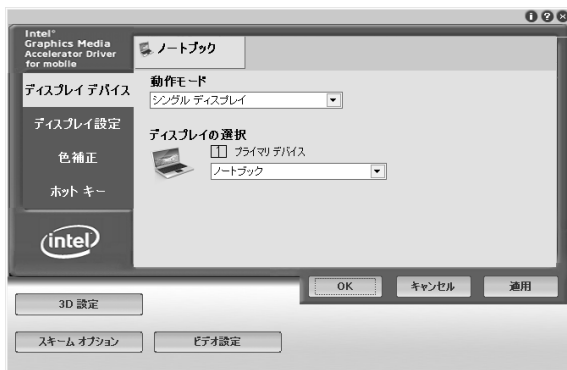 Intel®
Graphics Media
Accelerator Driver
for mobile
ノートブック
ディスプレイ デバイス
ディスプレイ設定
色補正
ホット キー
intel
動作モード
シングル ディスプレイ
ディスプレイの選択
1 プライマリ デバイス
ノートブック
OK
キャンセル
適用
3D 設定
スキーム オプション
ビデオ設定